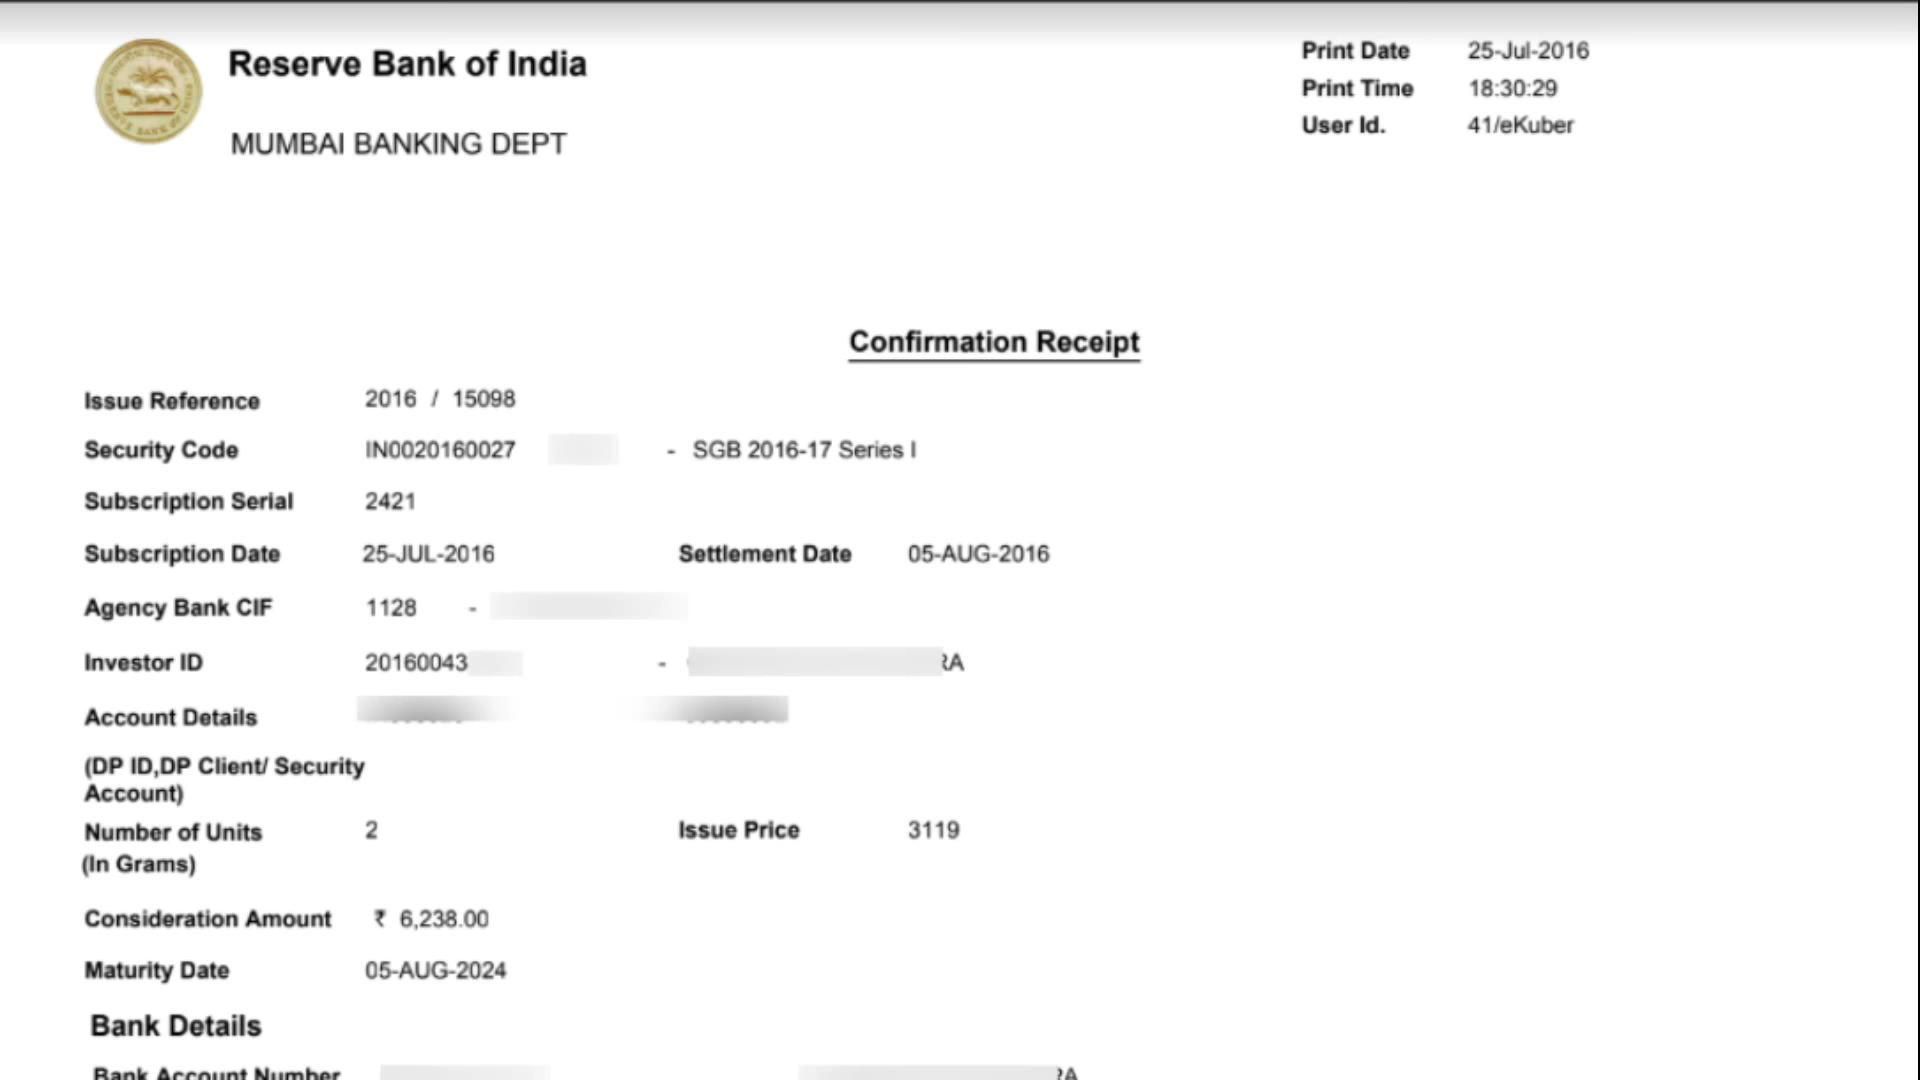 Reserve Bank of India
MUMBAI BANKING DEPT
Print Date 25-Jul-2016
Print Time 18:30:29
User Id. 41/eKuber
Confirmation Receipt
Issue Reference 2016 / 15098
Security Code IN0020160027 - SGB 2016-17 Series I
Subscription Serial 2421
Subscription Date 25-JUL-2016 Settlement Date 05-AUG-2016
Agency Bank CIF 1128 -
Investor ID 20160043 - RA
Account Details
(DP ID,DP Client/ Security
Account)
Number of Units 2 Issue Price 3119
(In Grams)
Consideration Amount ₹ 6,238.00
Maturity Date 05-AUG-2024
Bank Details
Bank Account Number